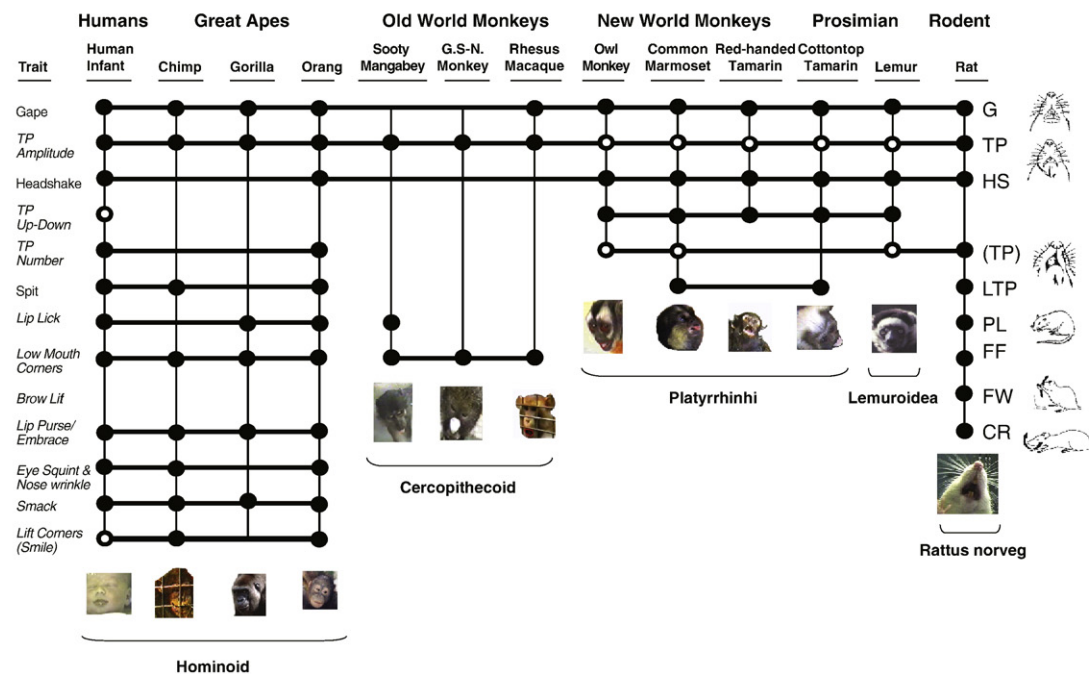 Humans Great Apes Old World Monkeys New World Monkeys Prosimian Rodent
Trait
Human
Infant
Chimp
Gorilla
Orang
Sooty
Mangabey
G.S-N.
Monkey
Rhesus
Macaque
Owl
Monkey
Common
Marmoset
Red-handed
Tamarin
Cottontop
Tamarin
Lemur
Rat
Gape
G
TP
Amplitude
TP
Headshake
HS
TP
Up-Down
TP
Number
(TP)
Spit
LTP
Lip Lick
PL
Low Mouth
Corners
FF
Brow Lif
FW
Lip Purse/
Embrace
CR
Eye Squint &
Nose wrinkle
Smack
Lift Corners
(Smile)
Platyrrhinhi
Lemuroidea
Cercopithecoid
Rattus norveg
Hominoid